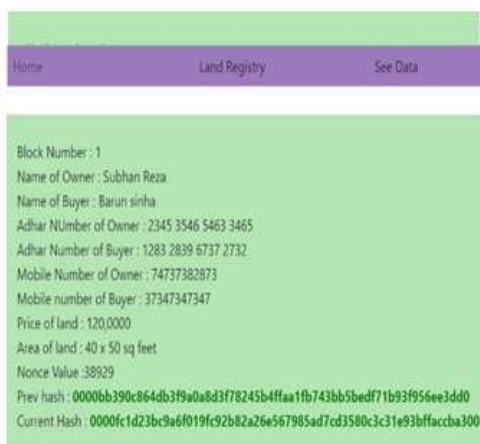 Home Land Registry See Data
Block Number : 1
Name of Owner : Subhan Reza
Name of Buyer : Barun sinha
Adhar NUmber of Owner : 2345 3546 5463 3465
Adhar Number of Buyer : 1283 2839 6737 2732
Mobile Number of Owner : 74737382873
Mobile number of Buyer : 37347347347
Price of land : 120,0000
Area of land : 40 x 50 sq feet
Nonce Value :38929
Prev hash : 0000bb390c864db3f9a0a8d3f78245b4ffaa1fb743bb5bedf71b93f956ee3dd0
Current Hash : 0000fc1d23bc9a6f019fc92b82a26e567985ad7cd3580c3c31e93bffaccba300